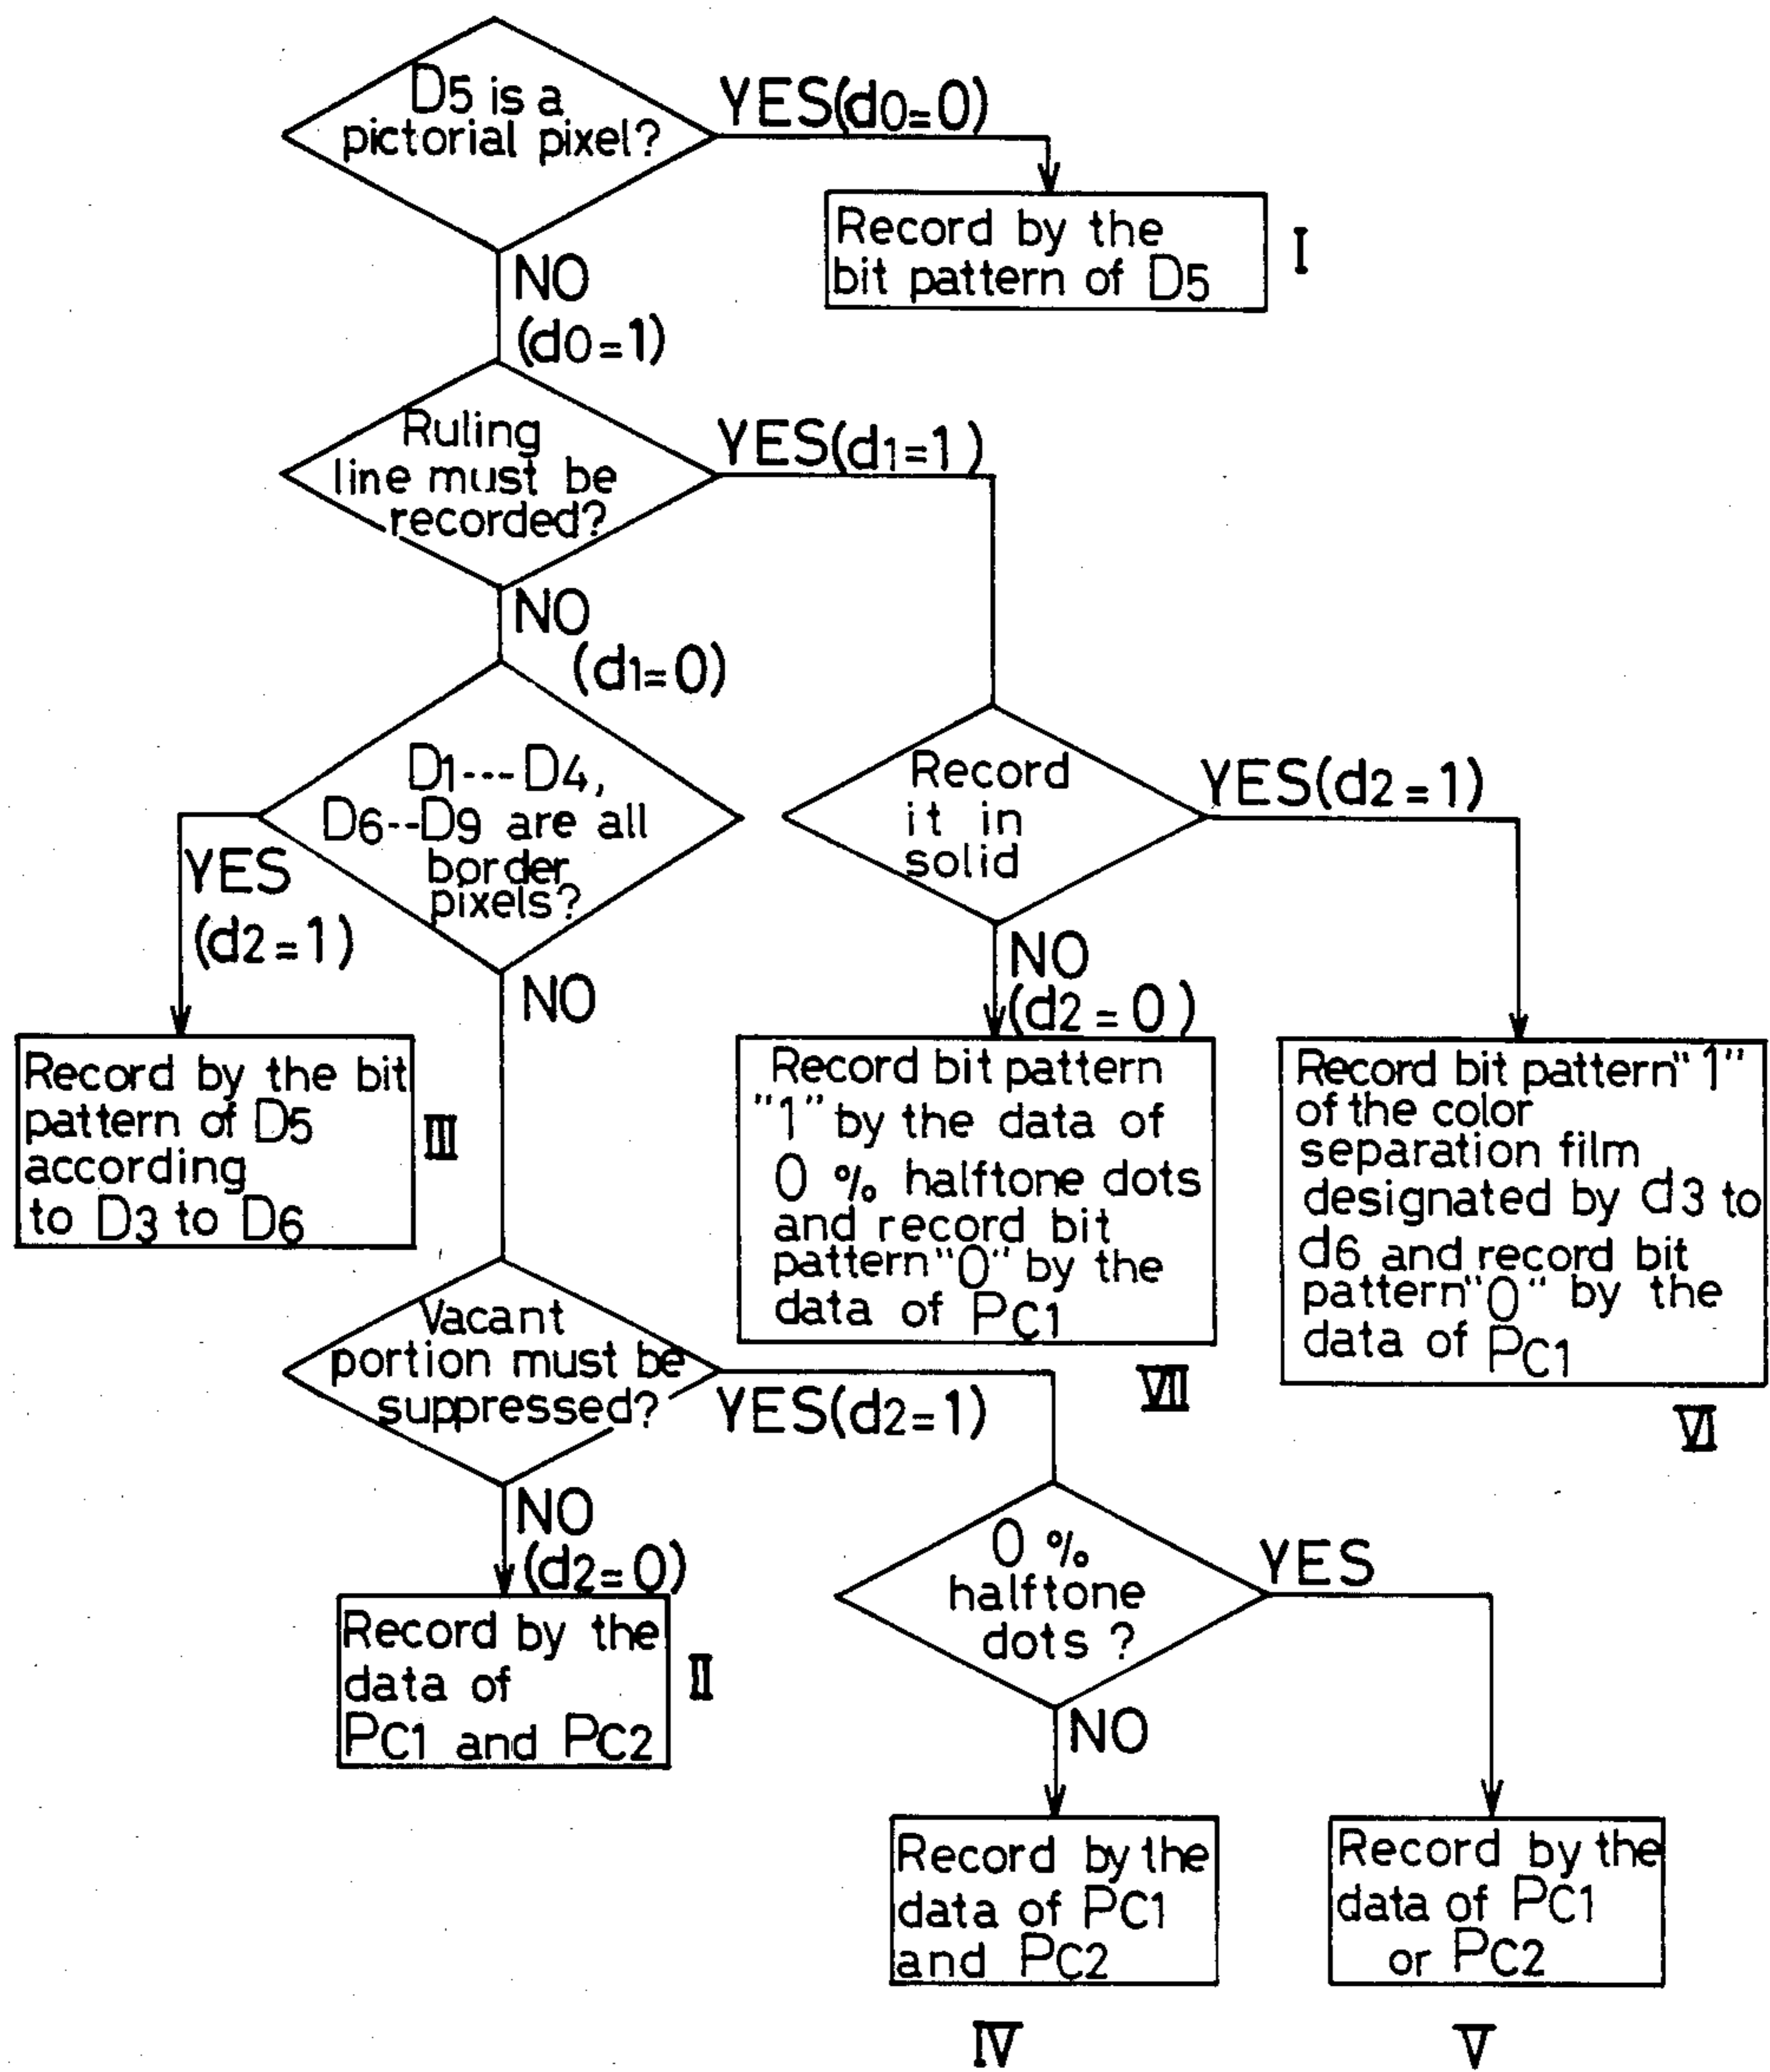 D5 is a
pictorial pixel?
YES(d0=0)
Record by the
bit pattern of D5
I
NO
(d0=1)
Ruling
line must be
recorded?
YES(d1=1)
NO
(d1=0)
D1---D4,
D6--D9 are all
border
pixels?
YES
(d2=1)
NO
Record
it in
solid
YES(d2=1)
NO
(d2=0)
Record by the bit
pattern of D5
according
to D3 to D6
III
Record bit pattern
"1" by the data of
0 % halftone dots
and record bit
pattern "0" by the
data of PC1
VII
Record bit pattern "1"
of the color
separation film
designated by d3 to
d6 and record bit
pattern "0" by the
data of PC1
VI
Vacant
portion must be
suppressed?
YES(d2=1)
NO
(d2=0)
Record by the
data of
PC1 and PC2
II
0 %
halftone
dots ?
YES
NO
Record by the
data of PC1
and PC2
IV
Record by the
data of PC1
or PC2
V